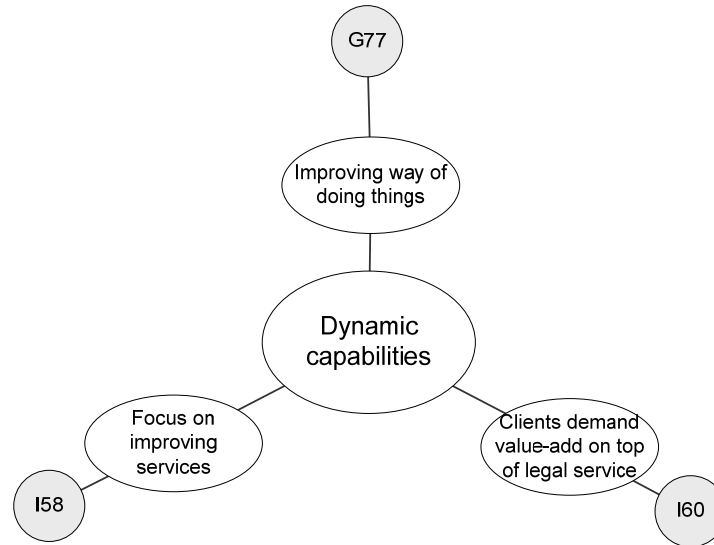 G77
Improving way of
doing things
Dynamic
capabilities
Focus on
improving
services
Clients demand
value-add on top
of legal service
I58
I60